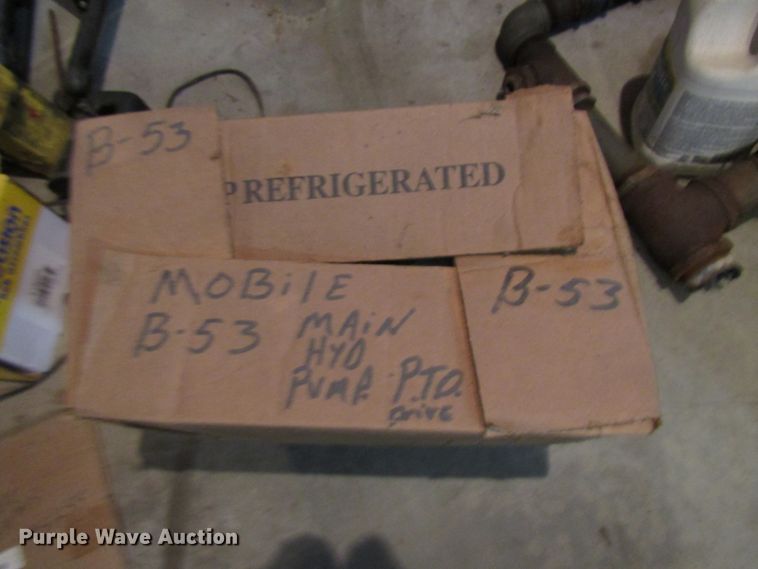 B-53
P REFRIGERATED
MOBILE
B-53 MAIN
HYD
PUMP. P.T.O.
Drive
B-53
Purple Wave Auction